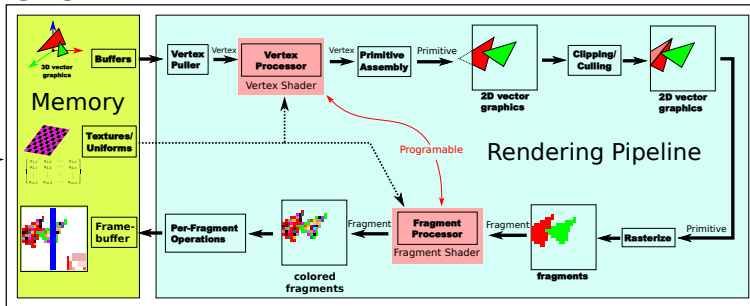 3D vector
graphics
Buffers
Memory
Textures/
Uniforms
Frame-
buffer
Vertex
Puller
Vertex
Vertex
Processor
Vertex Shader
Vertex
Primitive
Assembly
Primitive
2D vector
graphics
Clipping/
Culling
2D vector
graphics
Programable
Rendering Pipeline
Primitive
Rasterize
fragments
Fragment
Fragment
Processor
Fragment Shader
Fragment
colored
fragments
Per-Fragment
Operations